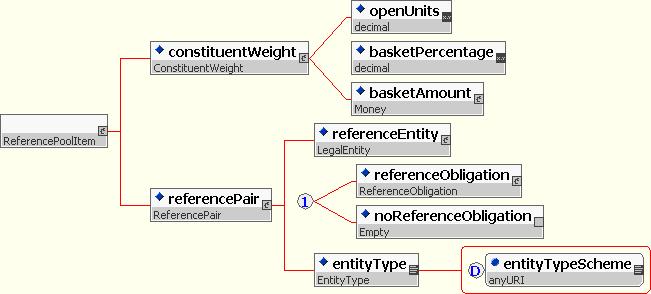 openUnits
decimal
constituentWeight
ConstituentWeight
basketPercentage
decimal
basketAmount
Money
ReferencePoolItem
referenceEntity
LegalEntity
referencePair
ReferencePair
1
referenceObligation
ReferenceObligation
noReferenceObligation
Empty
entityType
EntityType
D
entityTypeScheme
anyURI